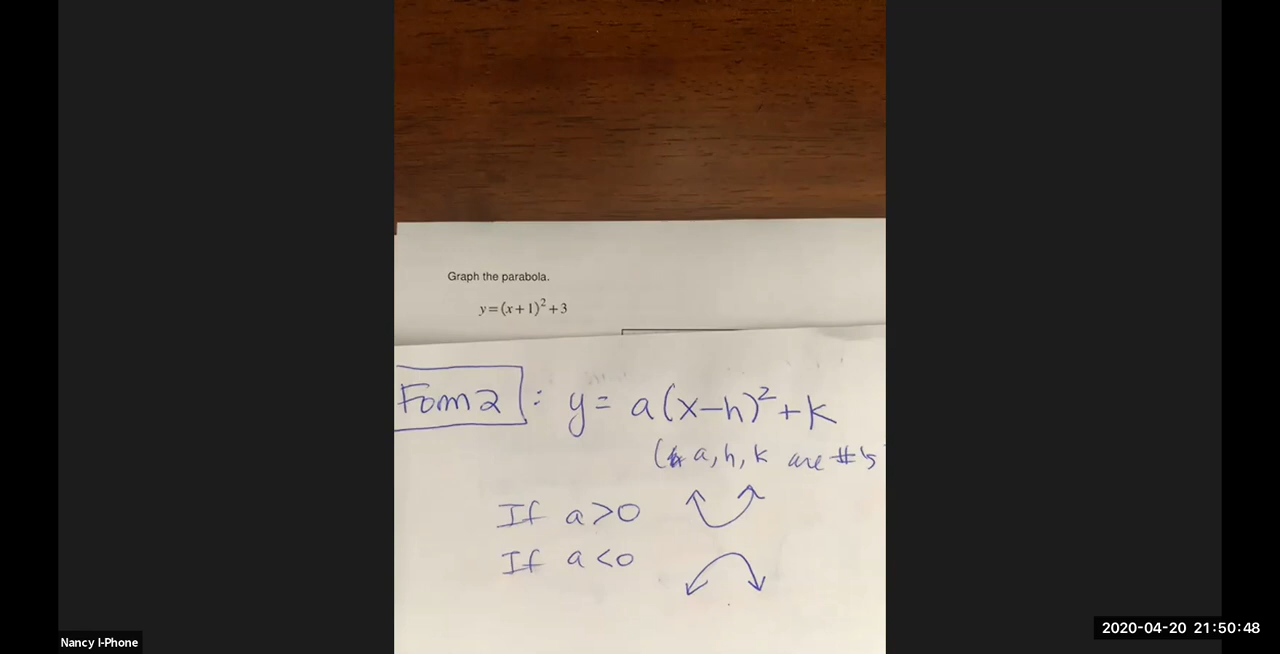 Graph the parabola.
y=(x+1)²+3
Fom 2 : y= a(x-h)²+k
( a, h, k are #'s
If a>0
If a<0
Nancy I-Phone
2020-04-20 21:50:48